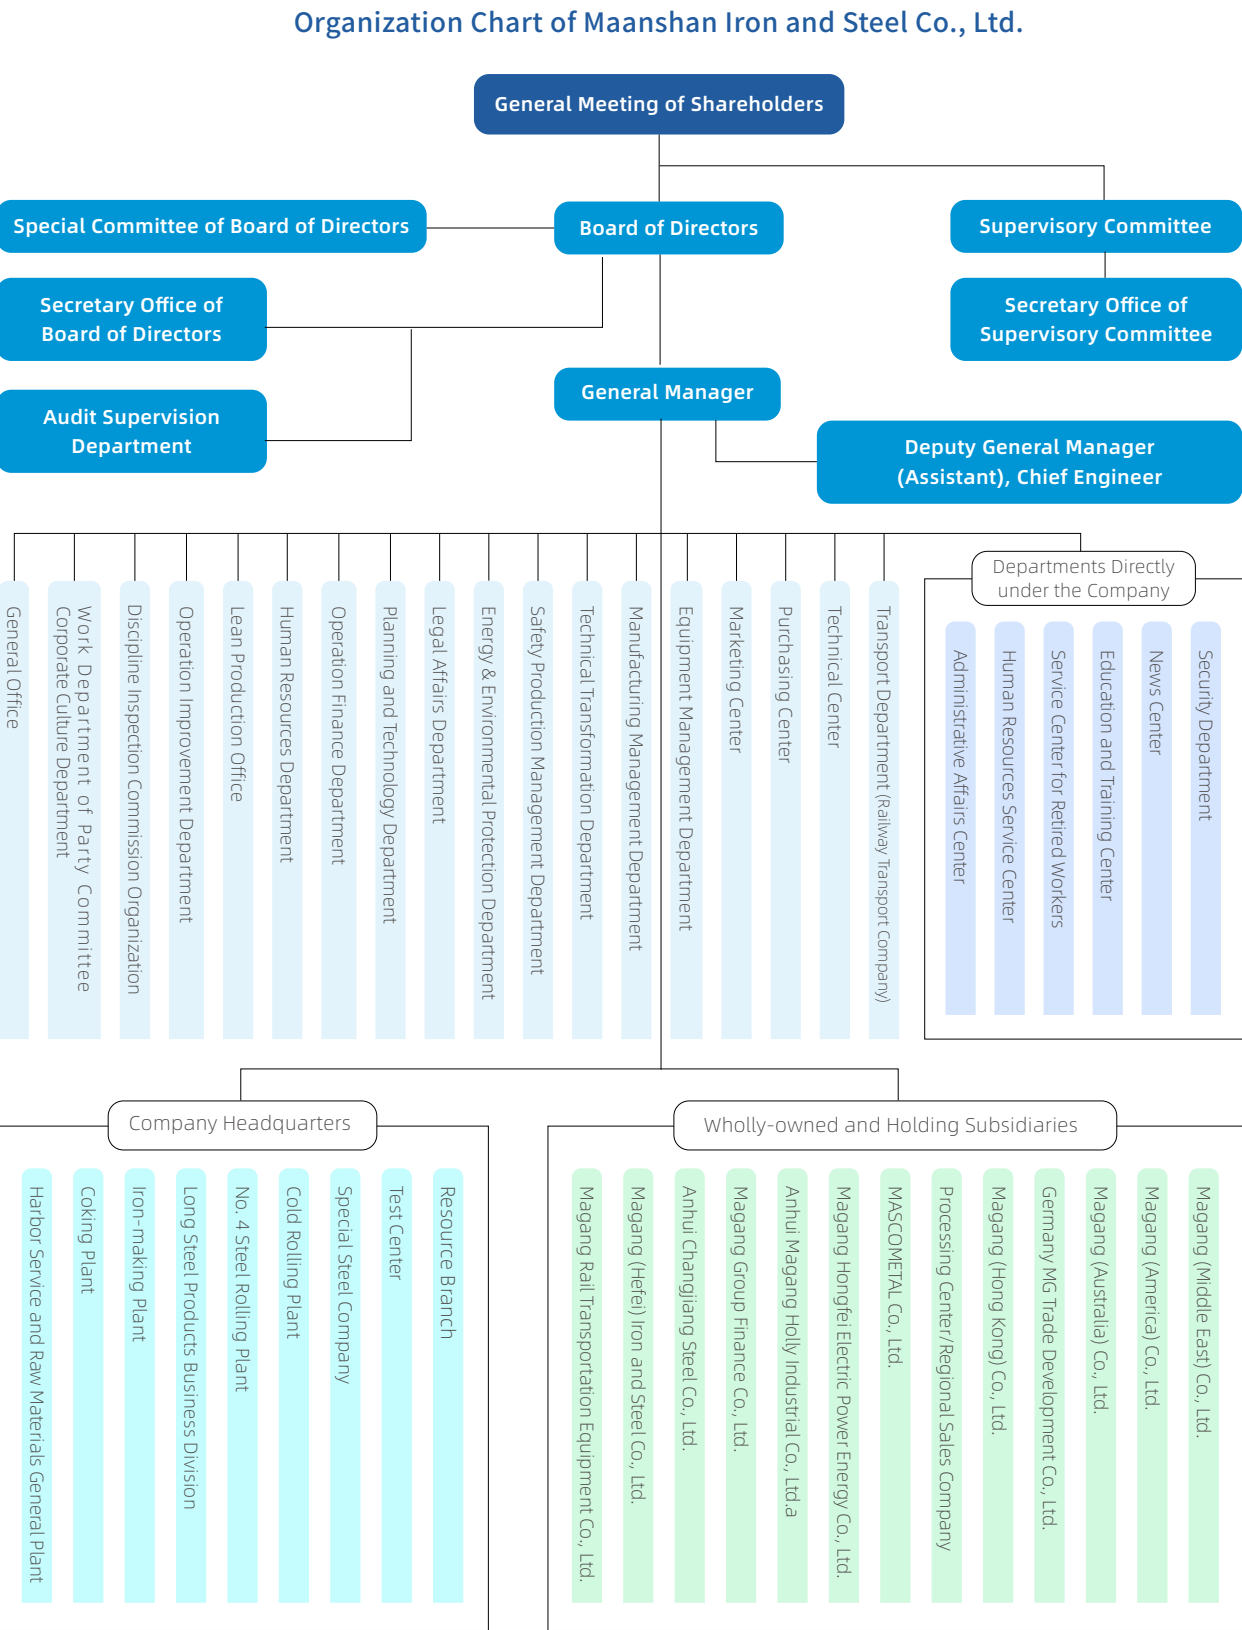 Organization Chart of Maanshan Iron and Steel Co., Ltd.
General Meeting of Shareholders
Special Committee of Board of Directors
Board of Directors
Supervisory Committee
Secretary Office of
Board of Directors
Secretary Office of
Supervisory Committee
General Manager
Audit Supervision
Department
Deputy General Manager
(Assistant), Chief Engineer
General Office
Work Department of Party Committee
Corporate Culture Department
Discipline Inspection Commission Organization
Operation Improvement Department
Lean Production Office
Human Resources Department
Operation Finance Department
Planning and Technology Department
Legal Affairs Department
Energy & Environmental Protection Department
Safety Production Management Department
Technical Transformation Department
Manufacturing Management Department
Equipment Management Department
Marketing Center
Purchasing Center
Technical Center
Transport Department (Railway Transport Company)
Departments Directly
under the Company
Administrative Affairs Center
Human Resources Service Center
Service Center for Retired Workers
Education and Training Center
News Center
Security Department
Company Headquarters
Harbor Service and Raw Materials General Plant
Coking Plant
Iron-making Plant
Long Steel Products Business Division
No. 4 Steel Rolling Plant
Cold Rolling Plant
Special Steel Company
Test Center
Resource Branch
Wholly-owned and Holding Subsidiaries
Magang Rail Transportation Equipment Co., Ltd.
Magang (Hefei) Iron and Steel Co., Ltd.
Anhui Changjiang Steel Co., Ltd.
Magang Group Finance Co., Ltd.
Anhui Magang Holly Industrial Co., Ltd.a
Magang Hongfei Electric Power Energy Co., Ltd.
MASCOMETAL Co., Ltd.
Processing Center/Regional Sales Company
Magang (Hong Kong) Co., Ltd.
Germany MG Trade Development Co., Ltd.
Magang (Australia) Co., Ltd.
Magang (America) Co., Ltd.
Magang (Middle East) Co., Ltd.